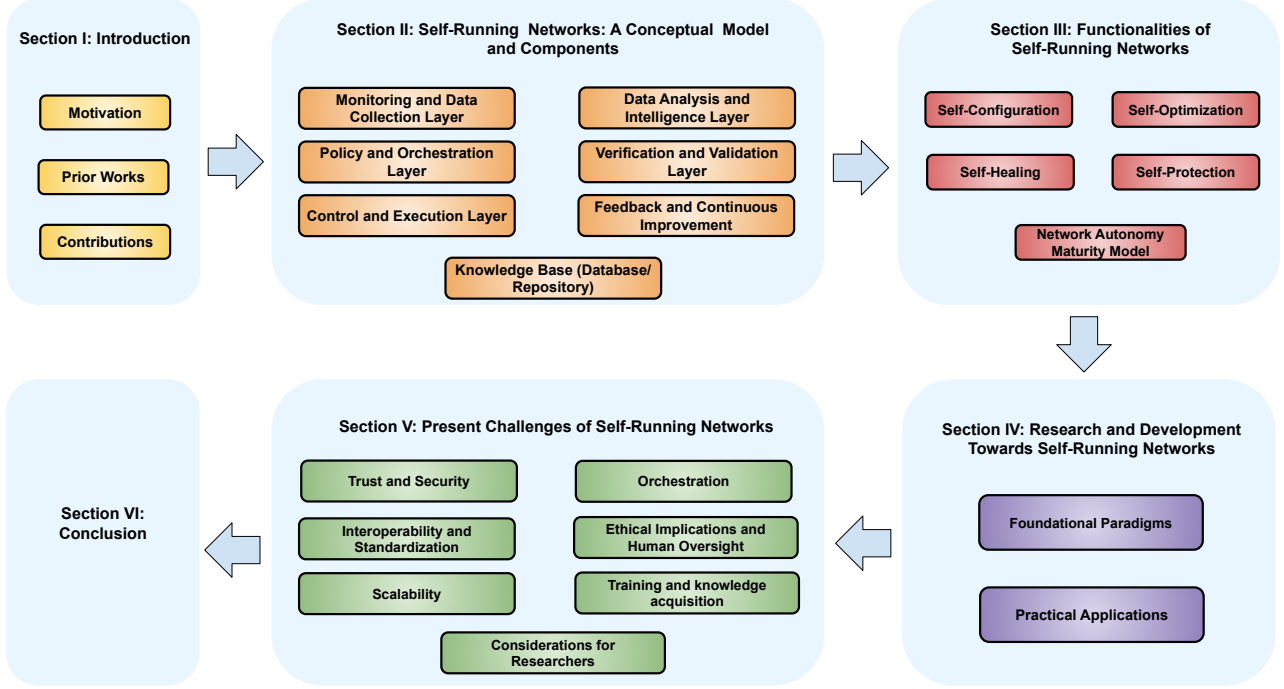 Section I: Introduction
Motivation
Prior Works
Contributions
Section II: Self-Running Networks: A Conceptual Model
and Components
Monitoring and Data
Collection Layer
Data Analysis and
Intelligence Layer
Policy and Orchestration
Layer
Verification and Validation
Layer
Control and Execution Layer
Feedback and Continuous
Improvement
Knowledge Base (Database/
Repository)
Section III: Functionalities of
Self-Running Networks
Self-Configuration
Self-Optimization
Self-Healing
Self-Protection
Network Autonomy
Maturity Model
Section IV: Research and Development
Towards Self-Running Networks
Foundational Paradigms
Practical Applications
Section V: Present Challenges of Self-Running Networks
Trust and Security
Orchestration
Interoperability and
Standardization
Ethical Implications and
Human Oversight
Scalability
Training and knowledge
acquisition
Considerations for
Researchers
Section VI:
Conclusion